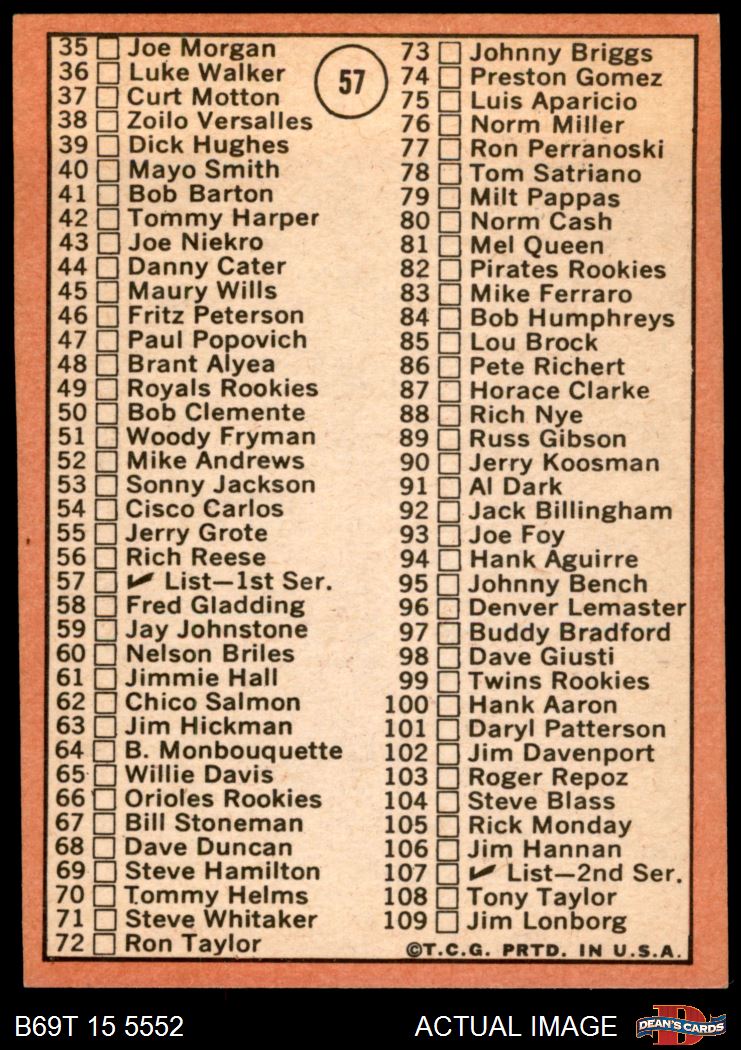 35 Joe Morgan
36 Luke Walker
37 Curt Motton
38 Zoilo Versalles
39 Dick Hughes
40 Mayo Smith
41 Bob Barton
42 Tommy Harper
43 Joe Niekro
44 Danny Cater
45 Maury Wills
46 Fritz Peterson
47 Paul Popovich
48 Brant Alyea
49 Royals Rookies
50 Bob Clemente
51 Woody Fryman
52 Mike Andrews
53 Sonny Jackson
54 Cisco Carlos
55 Jerry Grote
56 Rich Reese
57 ✔ List—1st Ser.
58 Fred Gladding
59 Jay Johnstone
60 Nelson Briles
61 Jimmie Hall
62 Chico Salmon
63 Jim Hickman
64 B. Monbouquette
65 Willie Davis
66 Orioles Rookies
67 Bill Stoneman
68 Dave Duncan
69 Steve Hamilton
70 Tommy Helms
71 Steve Whitaker
72 Ron Taylor
57
73 Johnny Briggs
74 Preston Gomez
75 Luis Aparicio
76 Norm Miller
77 Ron Perranoski
78 Tom Satriano
79 Milt Pappas
80 Norm Cash
81 Mel Queen
82 Pirates Rookies
83 Mike Ferraro
84 Bob Humphreys
85 Lou Brock
86 Pete Richert
87 Horace Clarke
88 Rich Nye
89 Russ Gibson
90 Jerry Koosman
91 Al Dark
92 Jack Billingham
93 Joe Foy
94 Hank Aguirre
95 Johnny Bench
96 Denver Lemaster
97 Buddy Bradford
98 Dave Giusti
99 Twins Rookies
100 Hank Aaron
101 Daryl Patterson
102 Jim Davenport
103 Roger Repoz
104 Steve Blass
105 Rick Monday
106 Jim Hannan
107 ✔ List—2nd Ser.
108 Tony Taylor
109 Jim Lonborg
©T.C.G. PRTD. IN U.S.A.
B69T 15 5552
ACTUAL IMAGE
D
DEAN'S CARDS